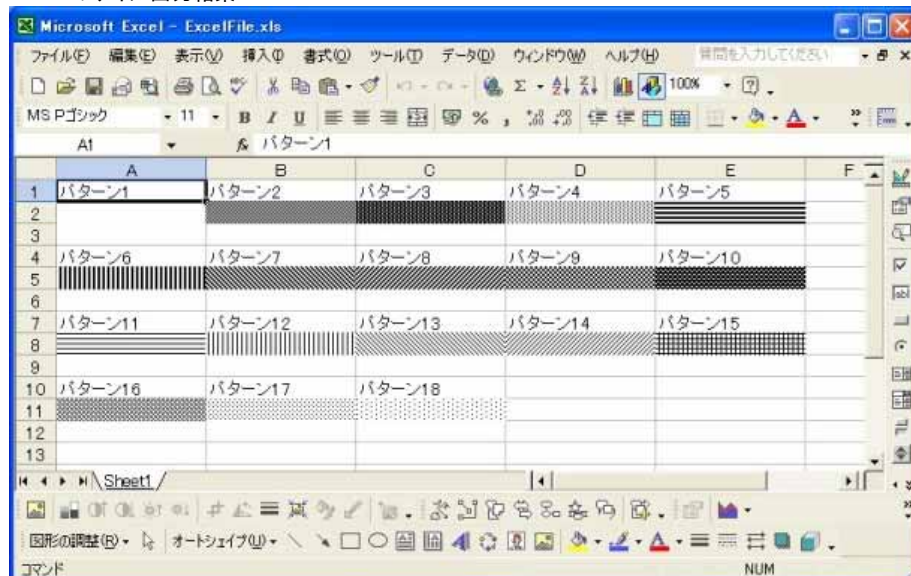 Microsoft Excel - ExcelFile.xls
ファイル(F) 編集(E) 表示(V) 挿入(I) 書式(O) ツール(T) データ(D) ウィンドウ(W) ヘルプ(H) 質問を入力してください
100%
MS Pゴシック 11 B I U % ,
A1 fx パターン1
A B C D E F
1 パターン1 パターン2 パターン3 パターン4 パターン5
2
3
4 パターン6 パターン7 パターン8 パターン9 パターン10
5
6
7 パターン11 パターン12 パターン13 パターン14 パターン15
8
9
10 パターン16 パターン17 パターン18
11
12
13
Sheet1
図形の調整(R) オートシェイプ(U)
コマンド NUM